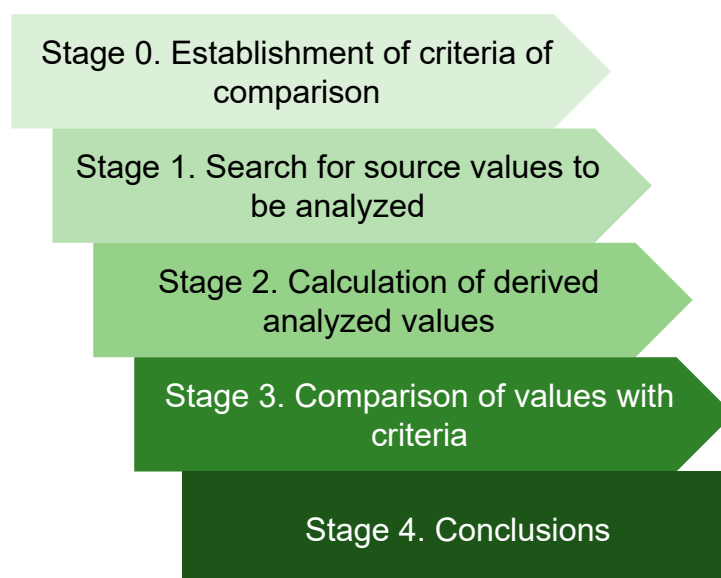 Stage 0. Establishment of criteria of
comparison
Stage 1. Search for source values to
be analyzed
Stage 2. Calculation of derived
analyzed values
Stage 3. Comparison of values with
criteria
Stage 4. Conclusions